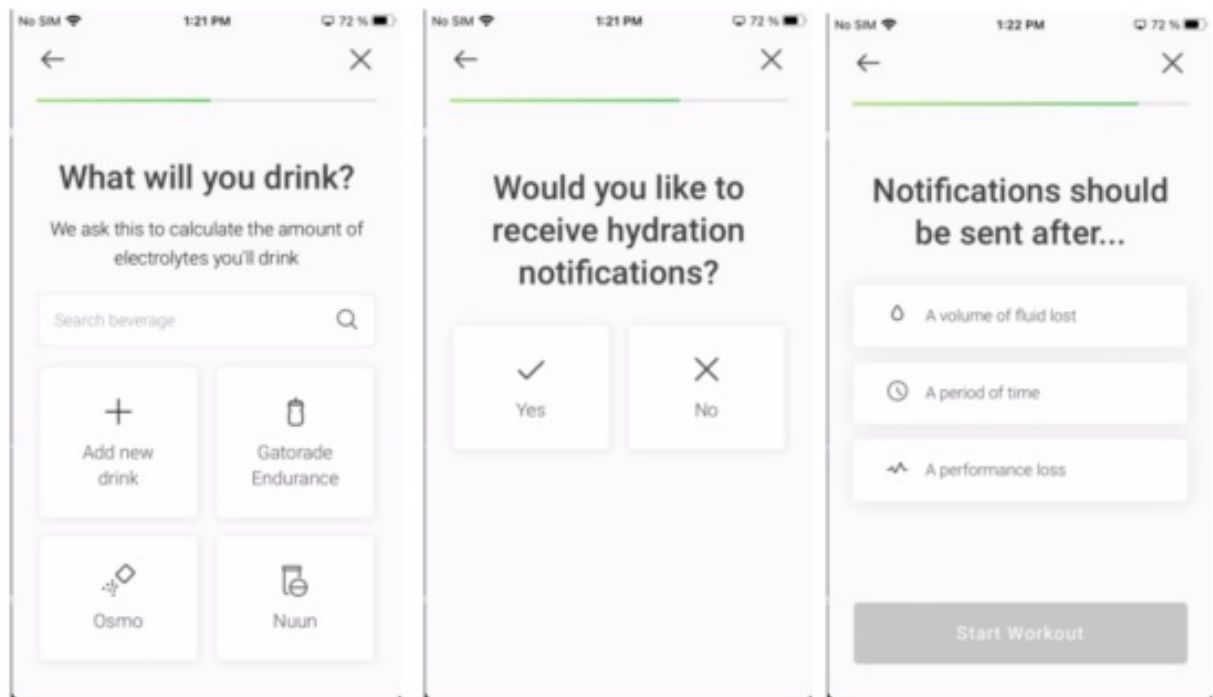 No SIM 1:21 PM 72 %
What will you drink?
We ask this to calculate the amount of
electrolytes you'll drink
Search beverage
Add new
drink
Gatorade
Endurance
Osmo
Nuun
No SIM 1:21 PM 72 %
Would you like to
receive hydration
notifications?
Yes
No
No SIM 1:22 PM 72 %
Notifications should
be sent after...
A volume of fluid lost
A period of time
A performance loss
Start Workout